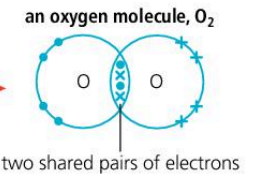 an oxygen molecule, O₂
O O
two shared pairs of electrons